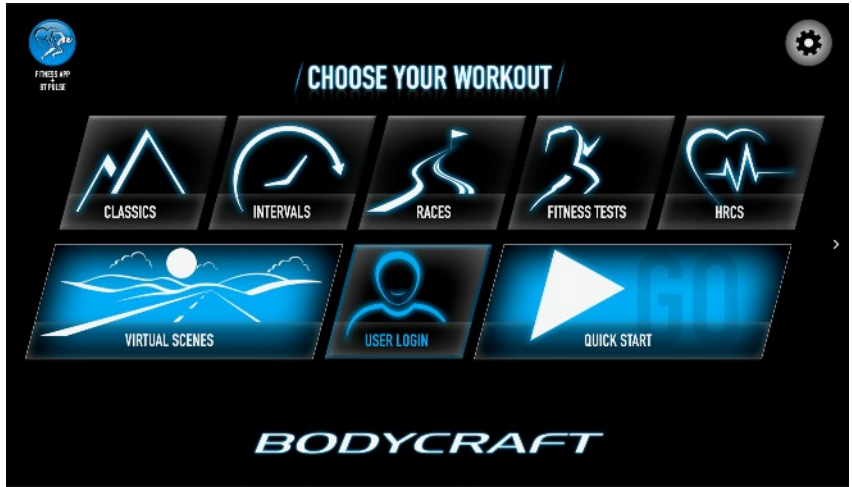 FITNESS APP
+
BT PULSE
CHOOSE YOUR WORKOUT
CLASSICS
INTERVALS
RACES
FITNESS TESTS
HRCS
VIRTUAL SCENES
USER LOGIN
GO
QUICK START
BODYCRAFT